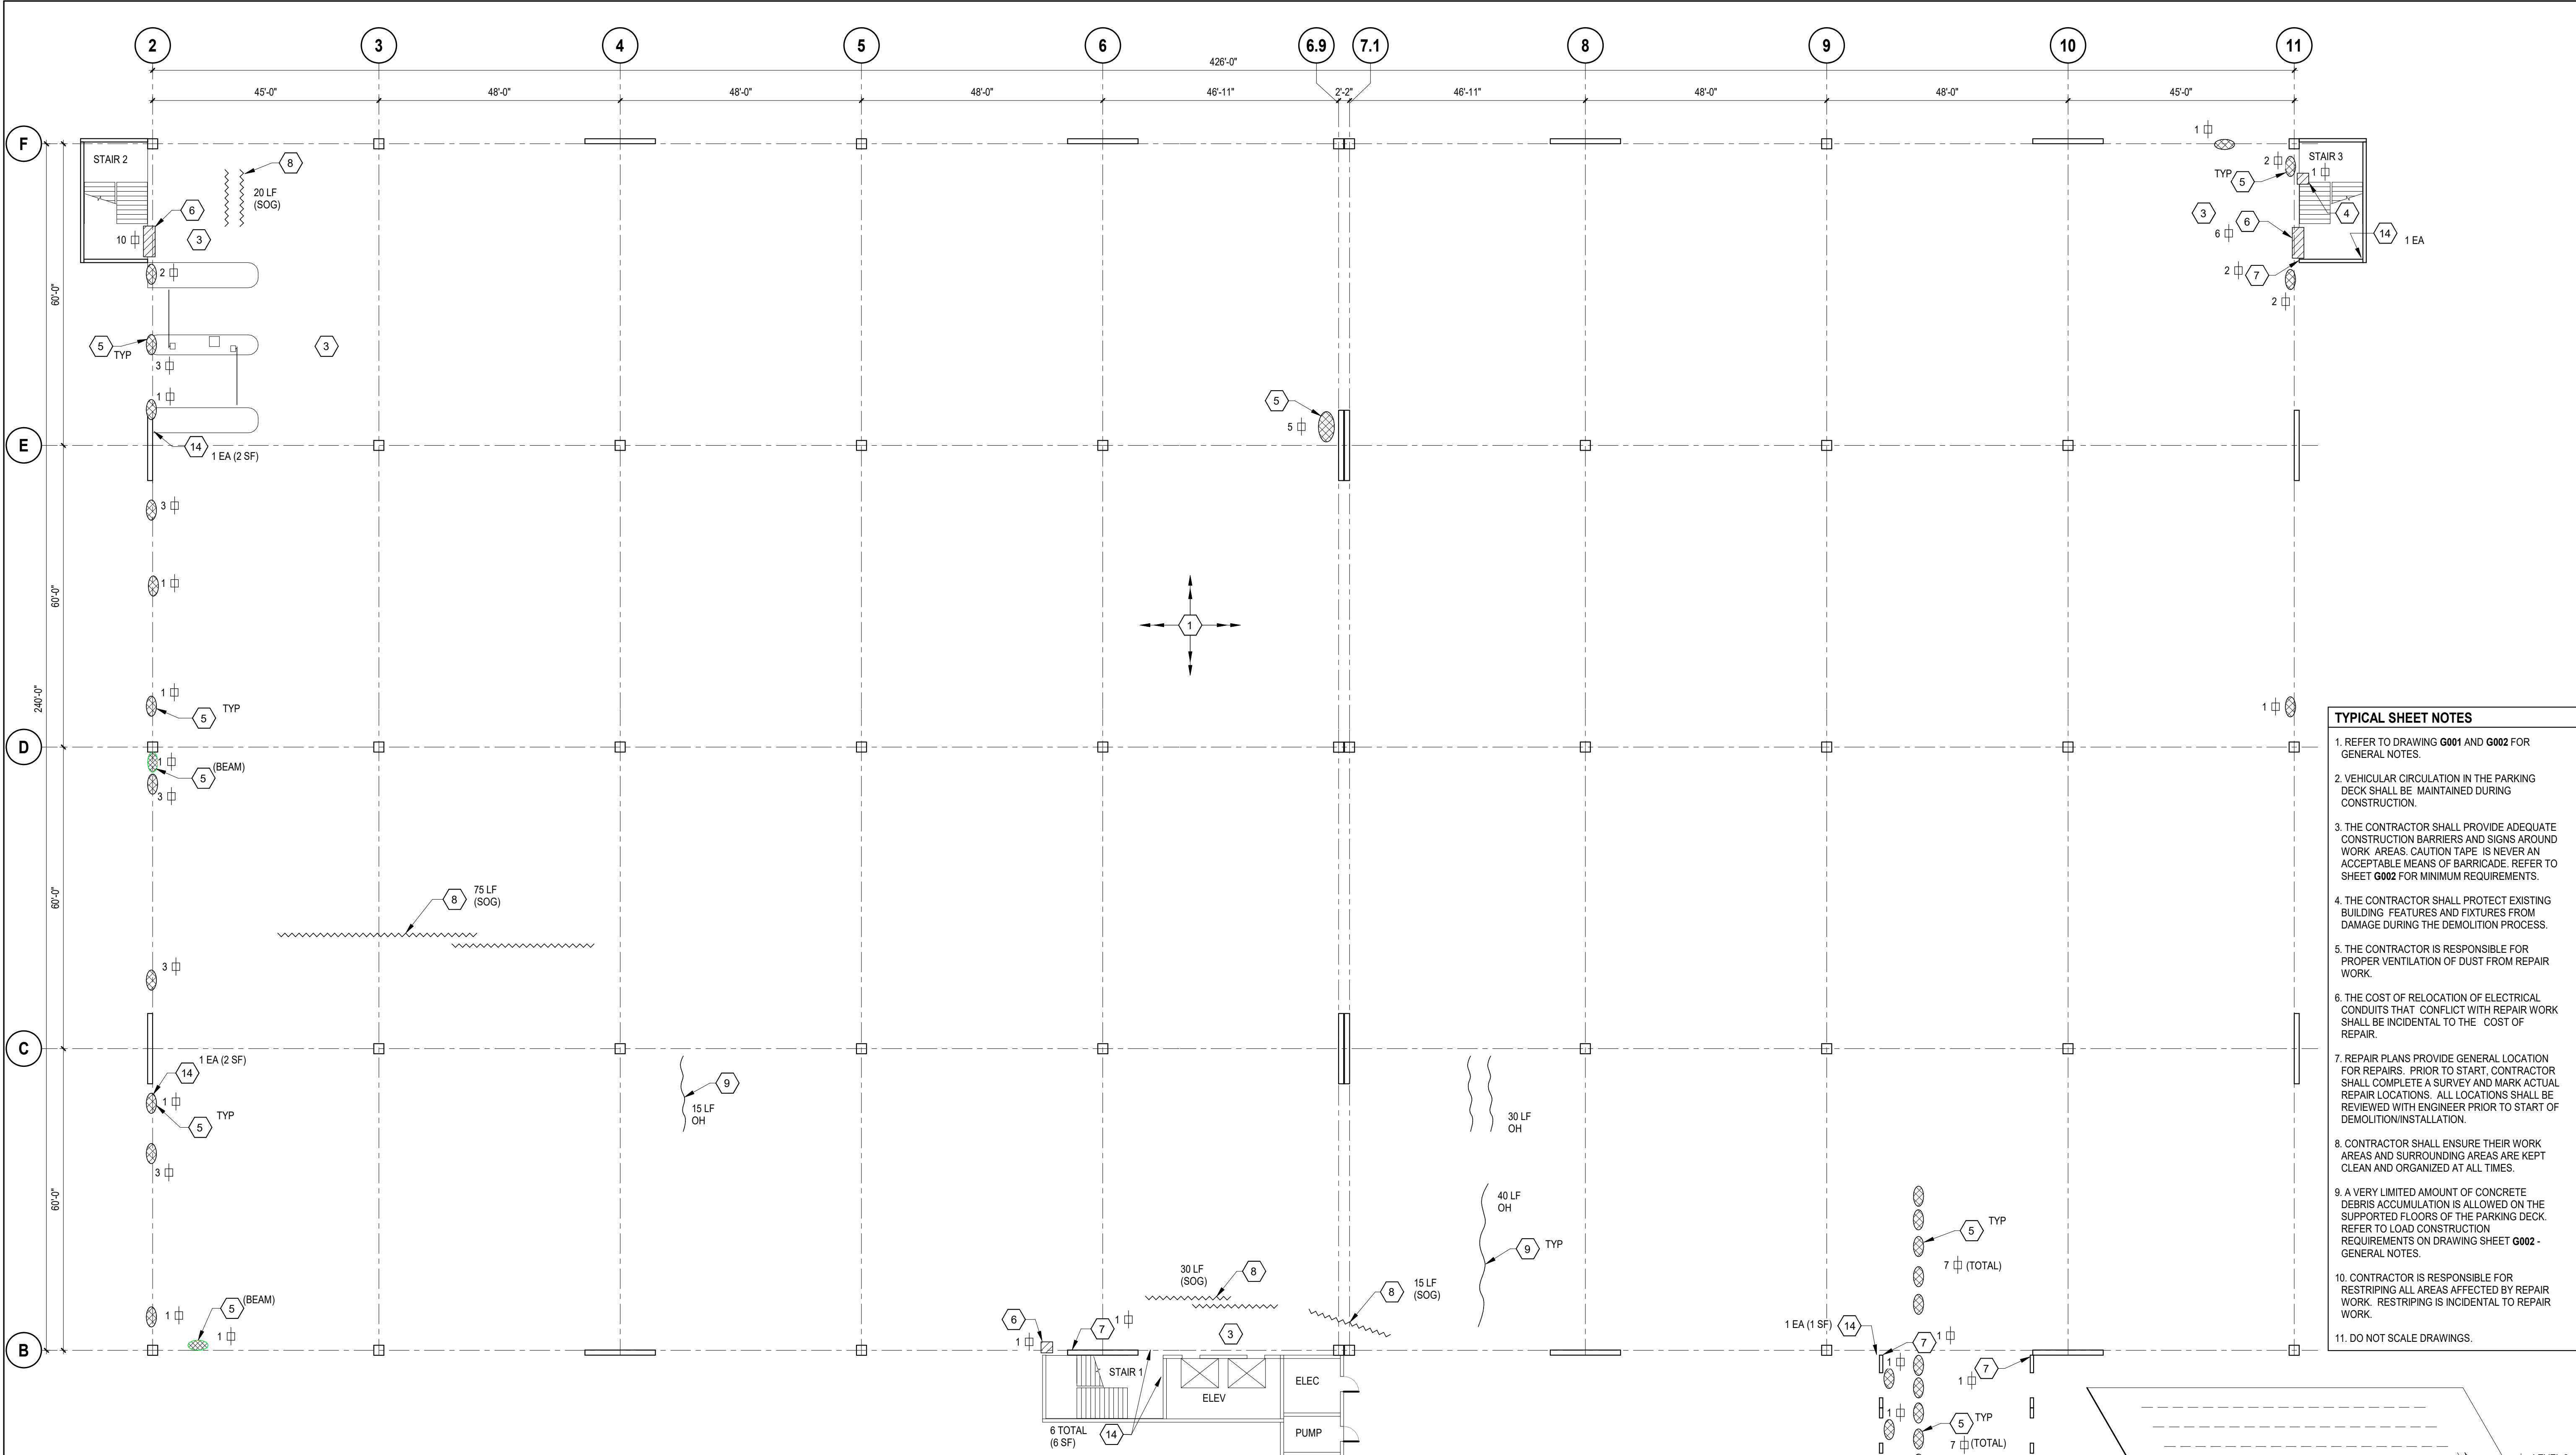 2
3
4
5
6
6.9
7.1
8
9
10
11
426'-0"
45'-0"
48'-0"
48'-0"
48'-0"
46'-11"
2'-2"
46'-11"
48'-0"
48'-0"
45'-0"
F
STAIR 2
8
20 LF
(SOG)
6
10
3
2
5
TYP
3
3
1
60'-0"
1
2
STAIR 3
TYP
5
1
3
6
4
6
14
1 EA
2
7
2
5
5
E
14
1 EA (2 SF)
3
1
60'-0"
1
1
5
TYP
240'-0"
1
D
1
(BEAM)
5
3
75 LF
8
(SOG)
60'-0"
3
C
1 EA (2 SF)
14
1
TYP
5
9
15 LF
OH
30 LF
OH
3
60'-0"
40 LF
OH
9
TYP
TYP
5
7 (TOTAL)
30 LF
(SOG)
8
15 LF
8
(SOG)
1
(BEAM)
5
1
6
1
7
1
3
1 EA (1 SF)
14
7
1
B
STAIR 1
ELEV
ELEC
PUMP
6 TOTAL
(6 SF)
14
1
1
7
1
TYP
5
7 (TOTAL)
TYPICAL SHEET NOTES
1. REFER TO DRAWING G001 AND G002 FOR
GENERAL NOTES.
2. VEHICULAR CIRCULATION IN THE PARKING
DECK SHALL BE MAINTAINED DURING
CONSTRUCTION.
3. THE CONTRACTOR SHALL PROVIDE ADEQUATE
CONSTRUCTION BARRIERS AND SIGNS AROUND
WORK AREAS. CAUTION TAPE IS NEVER AN
ACCEPTABLE MEANS OF BARRICADE. REFER TO
SHEET G002 FOR MINIMUM REQUIREMENTS.
4. THE CONTRACTOR SHALL PROTECT EXISTING
BUILDING FEATURES AND FIXTURES FROM
DAMAGE DURING THE DEMOLITION PROCESS.
5. THE CONTRACTOR IS RESPONSIBLE FOR
PROPER VENTILATION OF DUST FROM REPAIR
WORK.
6. THE COST OF RELOCATION OF ELECTRICAL
CONDUITS THAT CONFLICT WITH REPAIR WORK
SHALL BE INCIDENTAL TO THE COST OF
REPAIR.
7. REPAIR PLANS PROVIDE GENERAL LOCATION
FOR REPAIRS. PRIOR TO START, CONTRACTOR
SHALL COMPLETE A SURVEY AND MARK ACTUAL
REPAIR LOCATIONS. ALL LOCATIONS SHALL BE
REVIEWED WITH ENGINEER PRIOR TO START OF
DEMOLITION/INSTALLATION.
8. CONTRACTOR SHALL ENSURE THEIR WORK
AREAS AND SURROUNDING AREAS ARE KEPT
CLEAN AND ORGANIZED AT ALL TIMES.
9. A VERY LIMITED AMOUNT OF CONCRETE
DEBRIS ACCUMULATION IS ALLOWED ON THE
SUPPORTED FLOORS OF THE PARKING DECK.
REFER TO LOAD CONSTRUCTION
REQUIREMENTS ON DRAWING SHEET G002 -
GENERAL NOTES.
10. CONTRACTOR IS RESPONSIBLE FOR
RESTRIPING ALL AREAS AFFECTED BY REPAIR
WORK. RESTRIPING IS INCIDENTAL TO REPAIR
WORK.
11. DO NOT SCALE DRAWINGS.